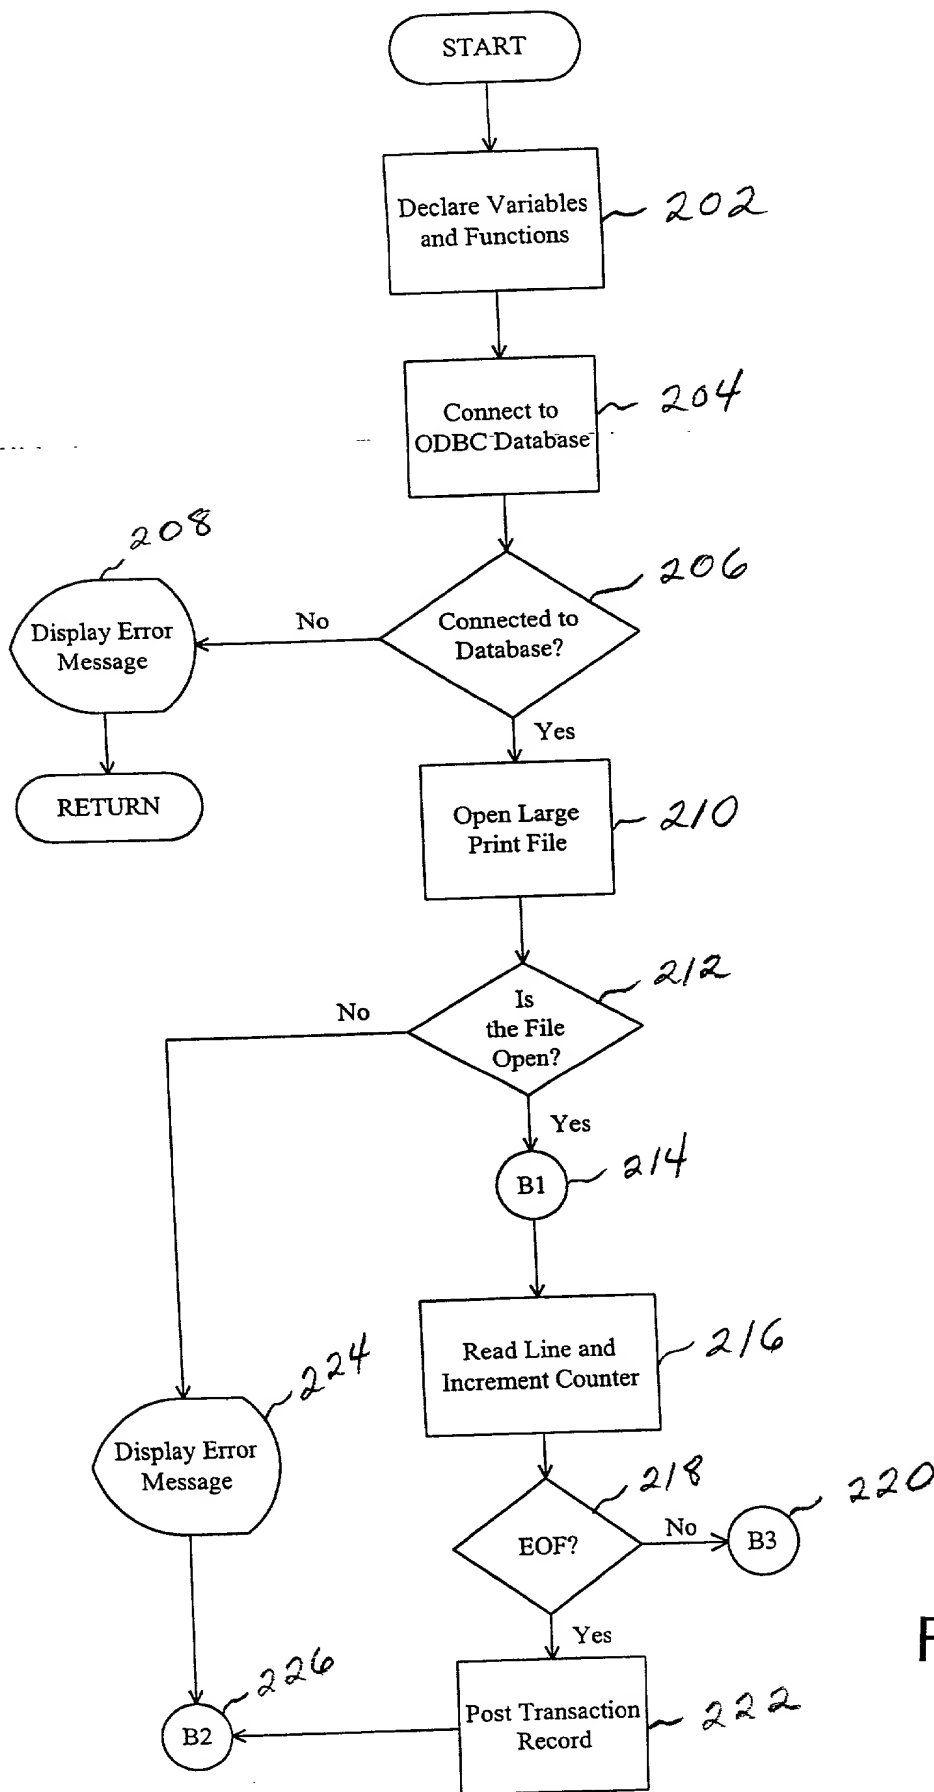 START
Declare Variables
and Functions
202
Connect to
ODBC Database
204
208
206
Connected to
Database?
No
Display Error
Message
Yes
RETURN
Open Large
Print File
210
212
Is
the File
Open?
No
Yes
B1
214
Read Line and
Increment Counter
216
224
Display Error
Message
218
220
EOF?
No
B3
Yes
226
B2
Post Transaction
Record
222